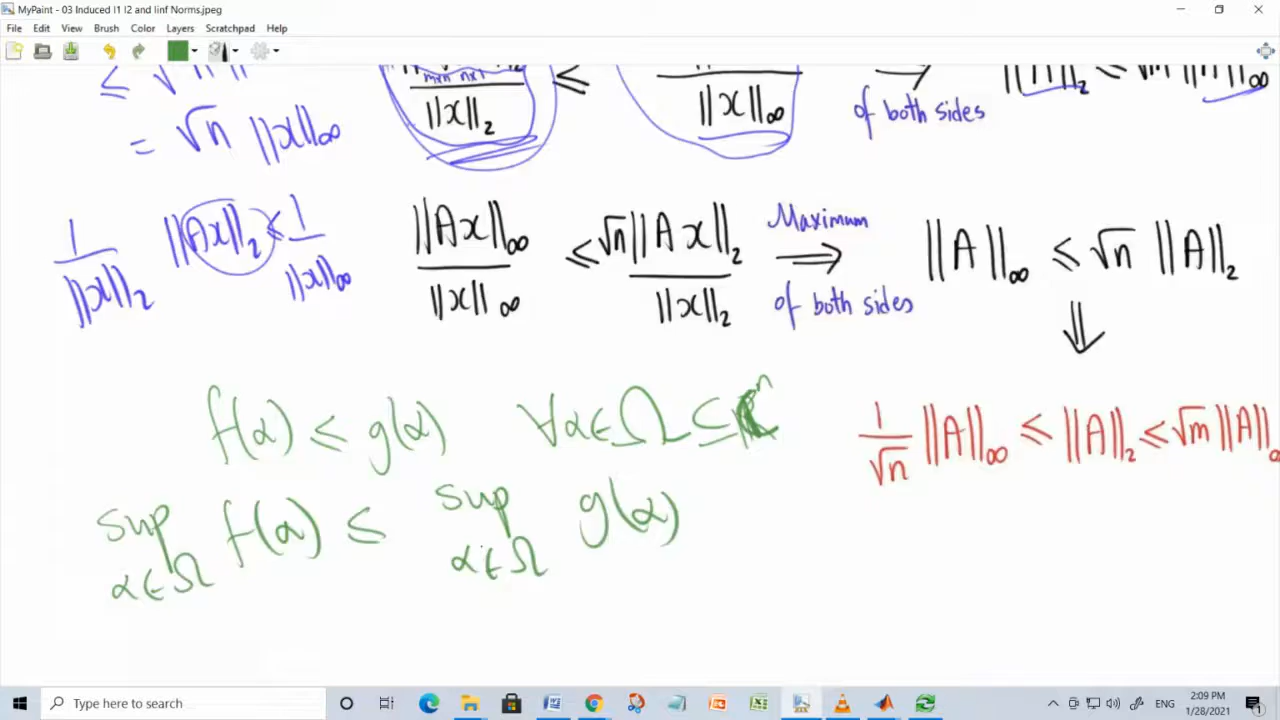 MyPaint - 03 Induced l1 l2 and linf Norms.jpeg
File Edit View Brush Color Layers Scratchpad Help
m×n n×1
‖x‖₂ ≤ ‖x‖∞
of both sides
= √n ‖x‖∞
1/‖x‖₂ ‖Ax‖₂ ≤ 1/‖x‖∞
‖Ax‖∞/‖x‖∞ ≤ √n‖Ax‖₂/‖x‖₂
Maximum
⇒
of both sides
‖A‖∞ ≤ √n ‖A‖₂
⇓
f(α) ≤ g(α) ∀α∈Ω⊆
1/√n ‖A‖∞ ≤ ‖A‖₂ ≤ √m ‖A‖
sup α∈Ω f(α) ≤ sup α∈Ω g(α)
Type here to search
2:09 PM
1/28/2021